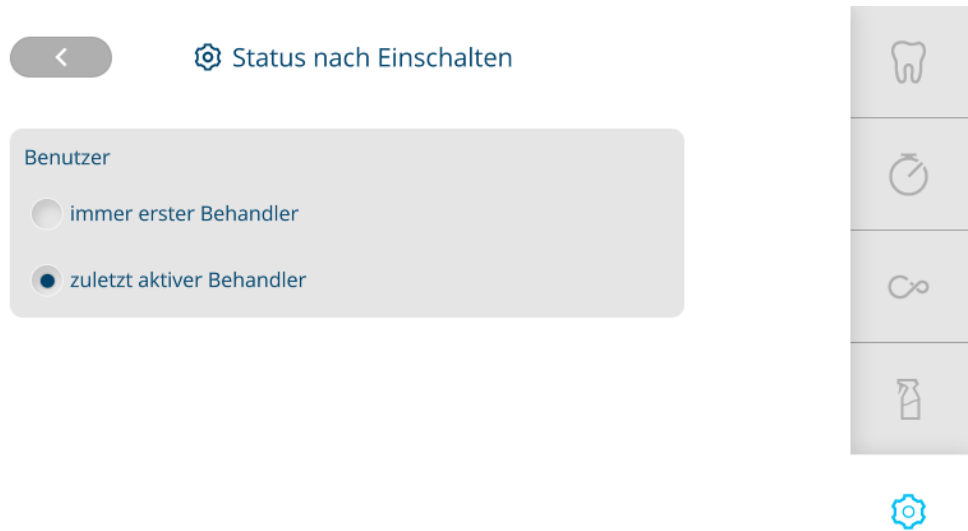 Status nach Einschalten
Benutzer
immer erster Behandler
zuletzt aktiver Behandler